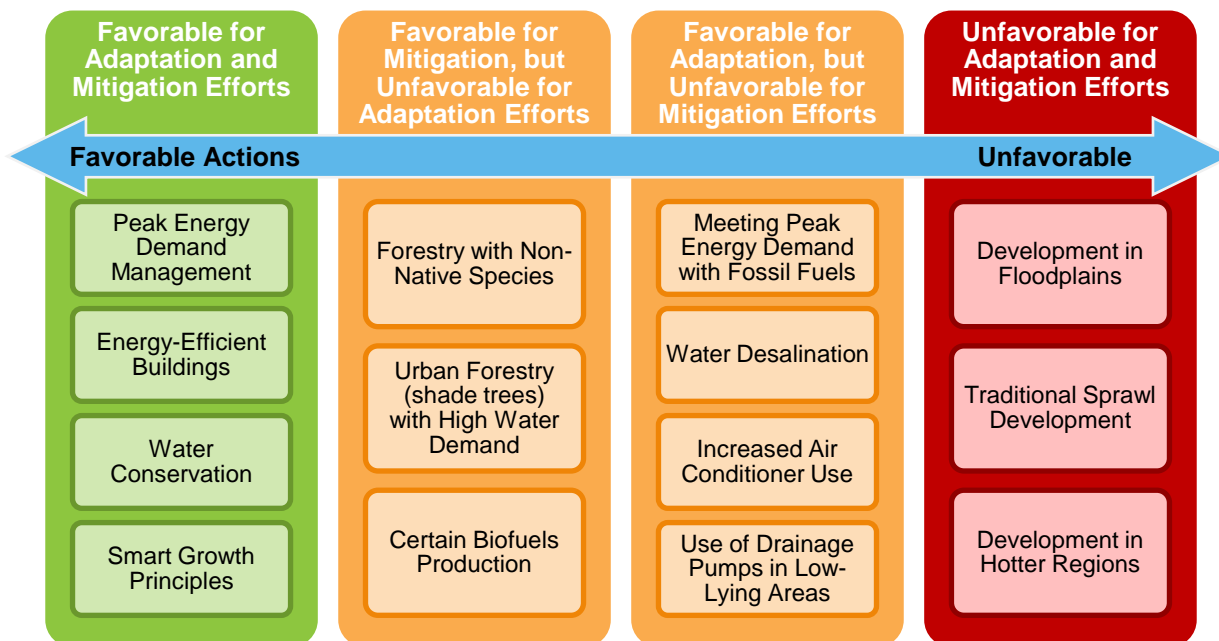 Favorable for
Adaptation and
Mitigation Efforts
Favorable for
Mitigation, but
Unfavorable for
Adaptation Efforts
Favorable for
Adaptation, but
Unfavorable for
Mitigation Efforts
Unfavorable for
Adaptation and
Mitigation Efforts
Favorable Actions
Unfavorable
Peak Energy
Demand
Management
Energy-Efficient
Buildings
Water
Conservation
Smart Growth
Principles
Forestry with Non-
Native Species
Urban Forestry
(shade trees)
with High Water
Demand
Certain Biofuels
Production
Meeting Peak
Energy Demand
with Fossil Fuels
Water Desalination
Increased Air
Conditioner Use
Use of Drainage
Pumps in Low-
Lying Areas
Development in
Floodplains
Traditional Sprawl
Development
Development in
Hotter Regions